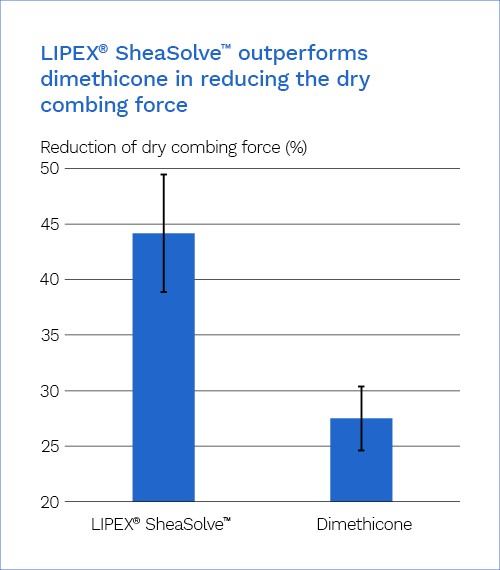 LIPEX® SheaSolve™ outperforms
dimethicone in reducing the dry
combing force
Reduction of dry combing force (%)
50
45
40
35
30
25
20
LIPEX® SheaSolve™ Dimethicone